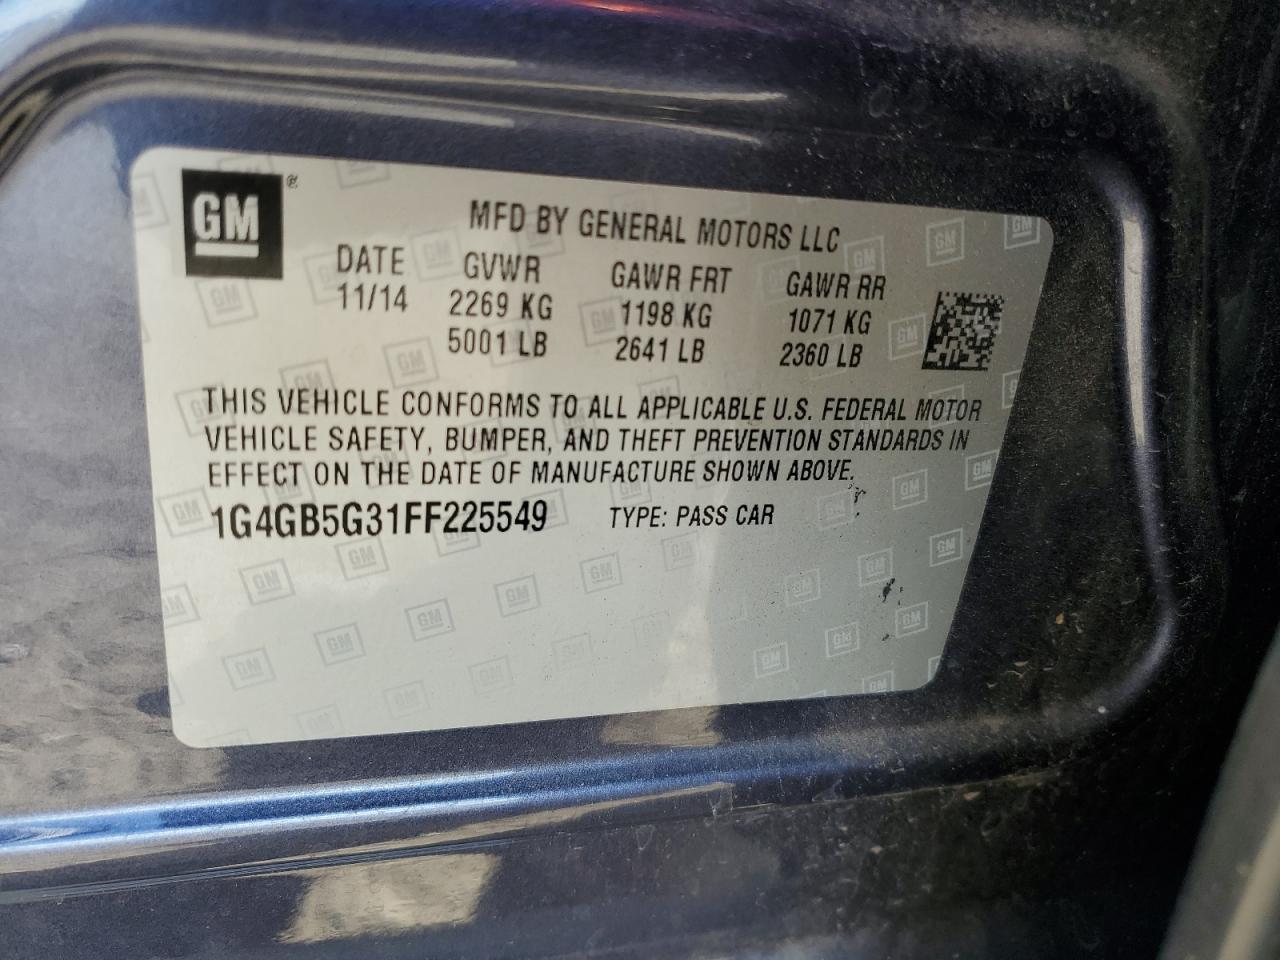 GM
MFD BY GENERAL MOTORS LLC
DATE GVWR GAWR FRT GAWR RR
11/14 2269 KG 1198 KG 1071 KG
5001 LB 2641 LB 2360 LB
THIS VEHICLE CONFORMS TO ALL APPLICABLE U.S. FEDERAL MOTOR
VEHICLE SAFETY, BUMPER, AND THEFT PREVENTION STANDARDS IN
EFFECT ON THE DATE OF MANUFACTURE SHOWN ABOVE.
1G4GB5G31FF225549 TYPE: PASS CAR